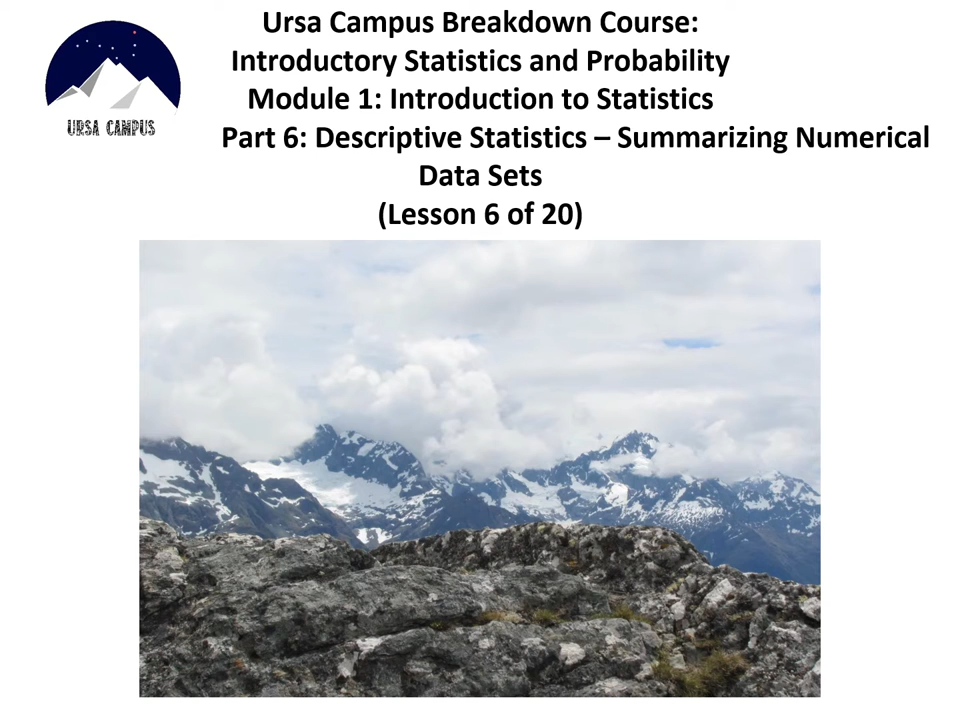 Ursa Campus Breakdown Course:
Introductory Statistics and Probability
Module 1: Introduction to Statistics
Part 6: Descriptive Statistics – Summarizing Numerical
Data Sets
(Lesson 6 of 20)
URSA CAMPUS